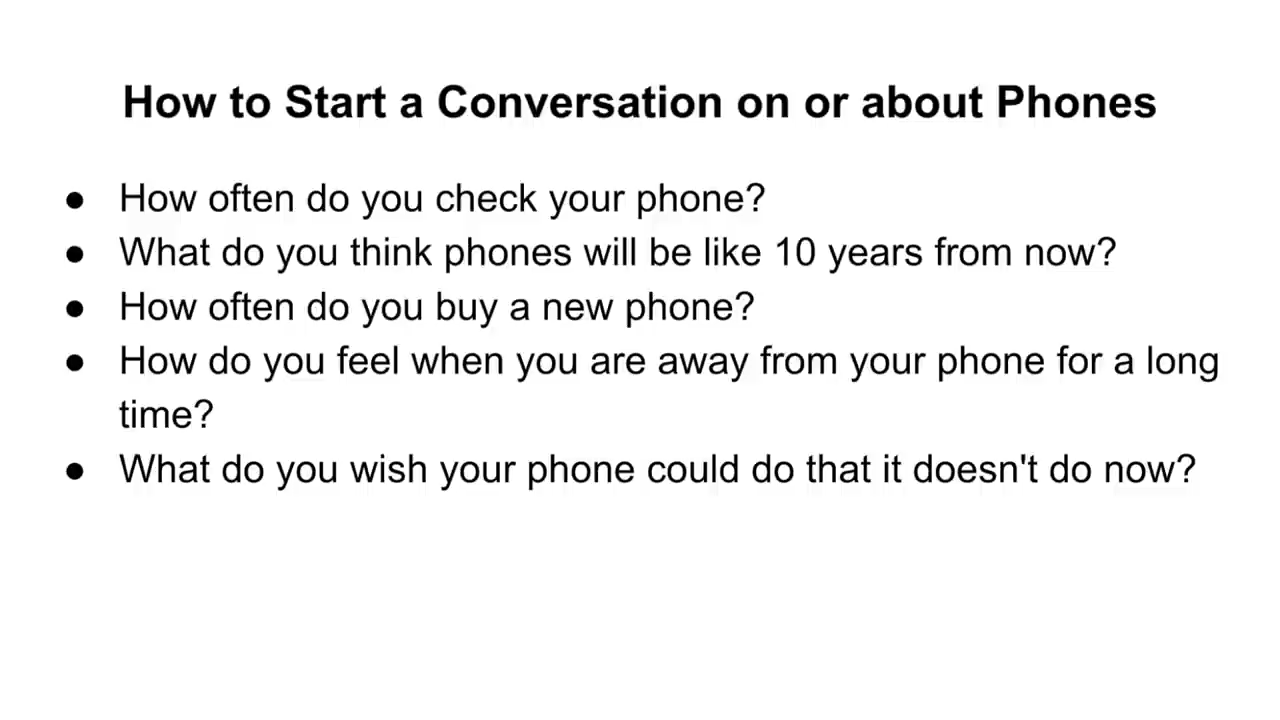 How to Start a Conversation on or about Phones
● How often do you check your phone?
● What do you think phones will be like 10 years from now?
● How often do you buy a new phone?
● How do you feel when you are away from your phone for a long
time?
● What do you wish your phone could do that it doesn't do now?